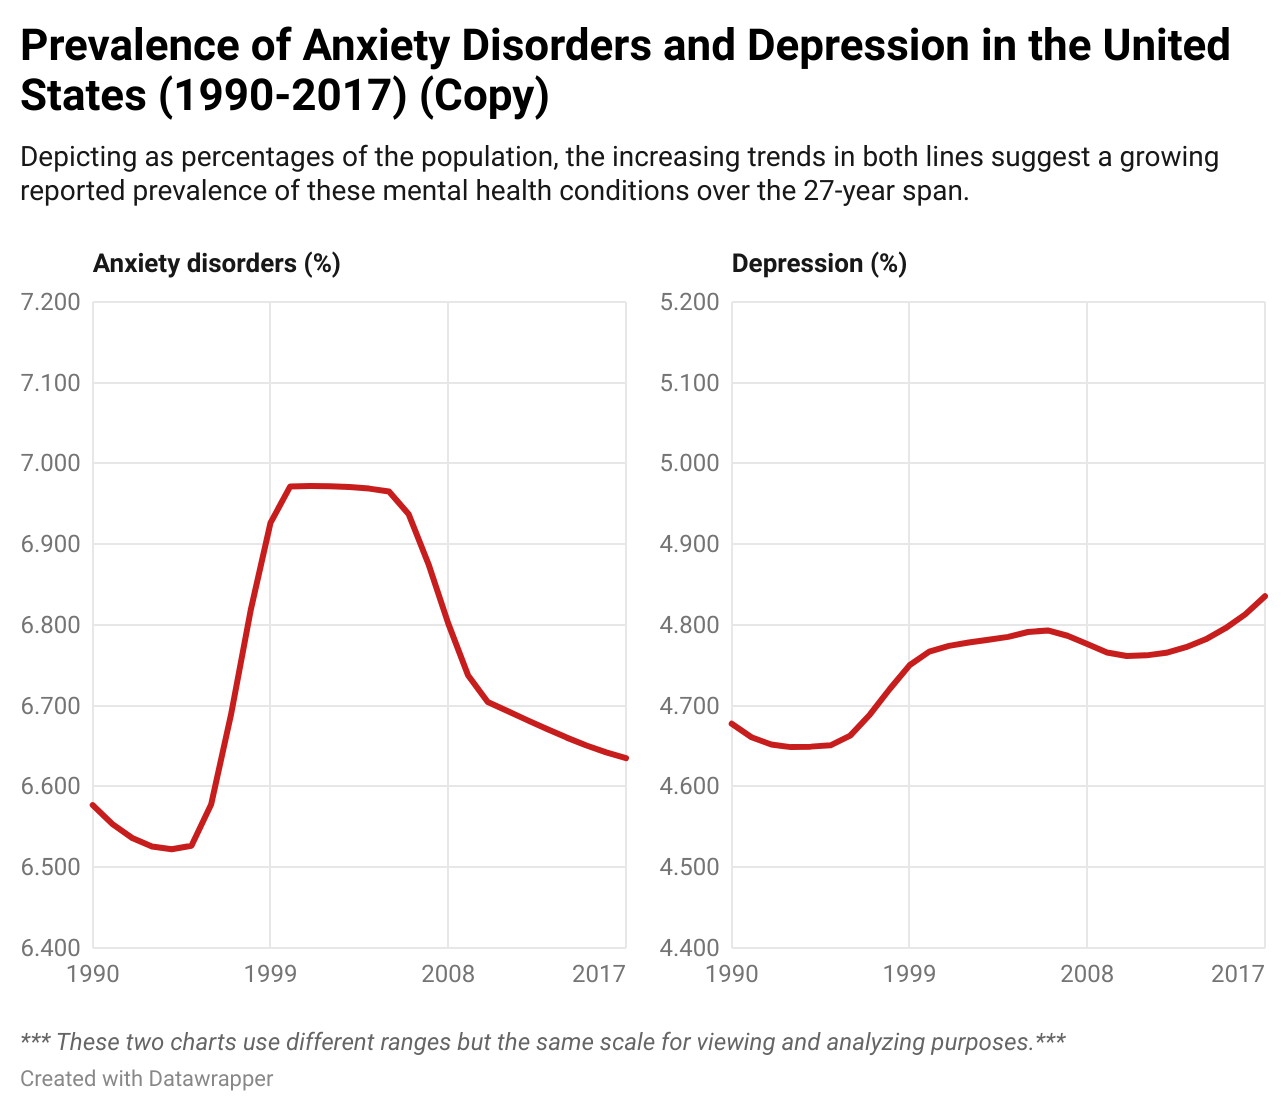 Prevalence of Anxiety Disorders and Depression in the United
States (1990-2017) (Copy)
Depicting as percentages of the population, the increasing trends in both lines suggest a growing
reported prevalence of these mental health conditions over the 27-year span.
Anxiety disorders (%)
7.200
7.100
7.000
6.900
6.800
6.700
6.600
6.500
6.400
1990 1999 2008 2017
Depression (%)
5.200
5.100
5.000
4.900
4.800
4.700
4.600
4.500
4.400
1990 1999 2008 2017
*** These two charts use different ranges but the same scale for viewing and analyzing purposes.***
Created with Datawrapper